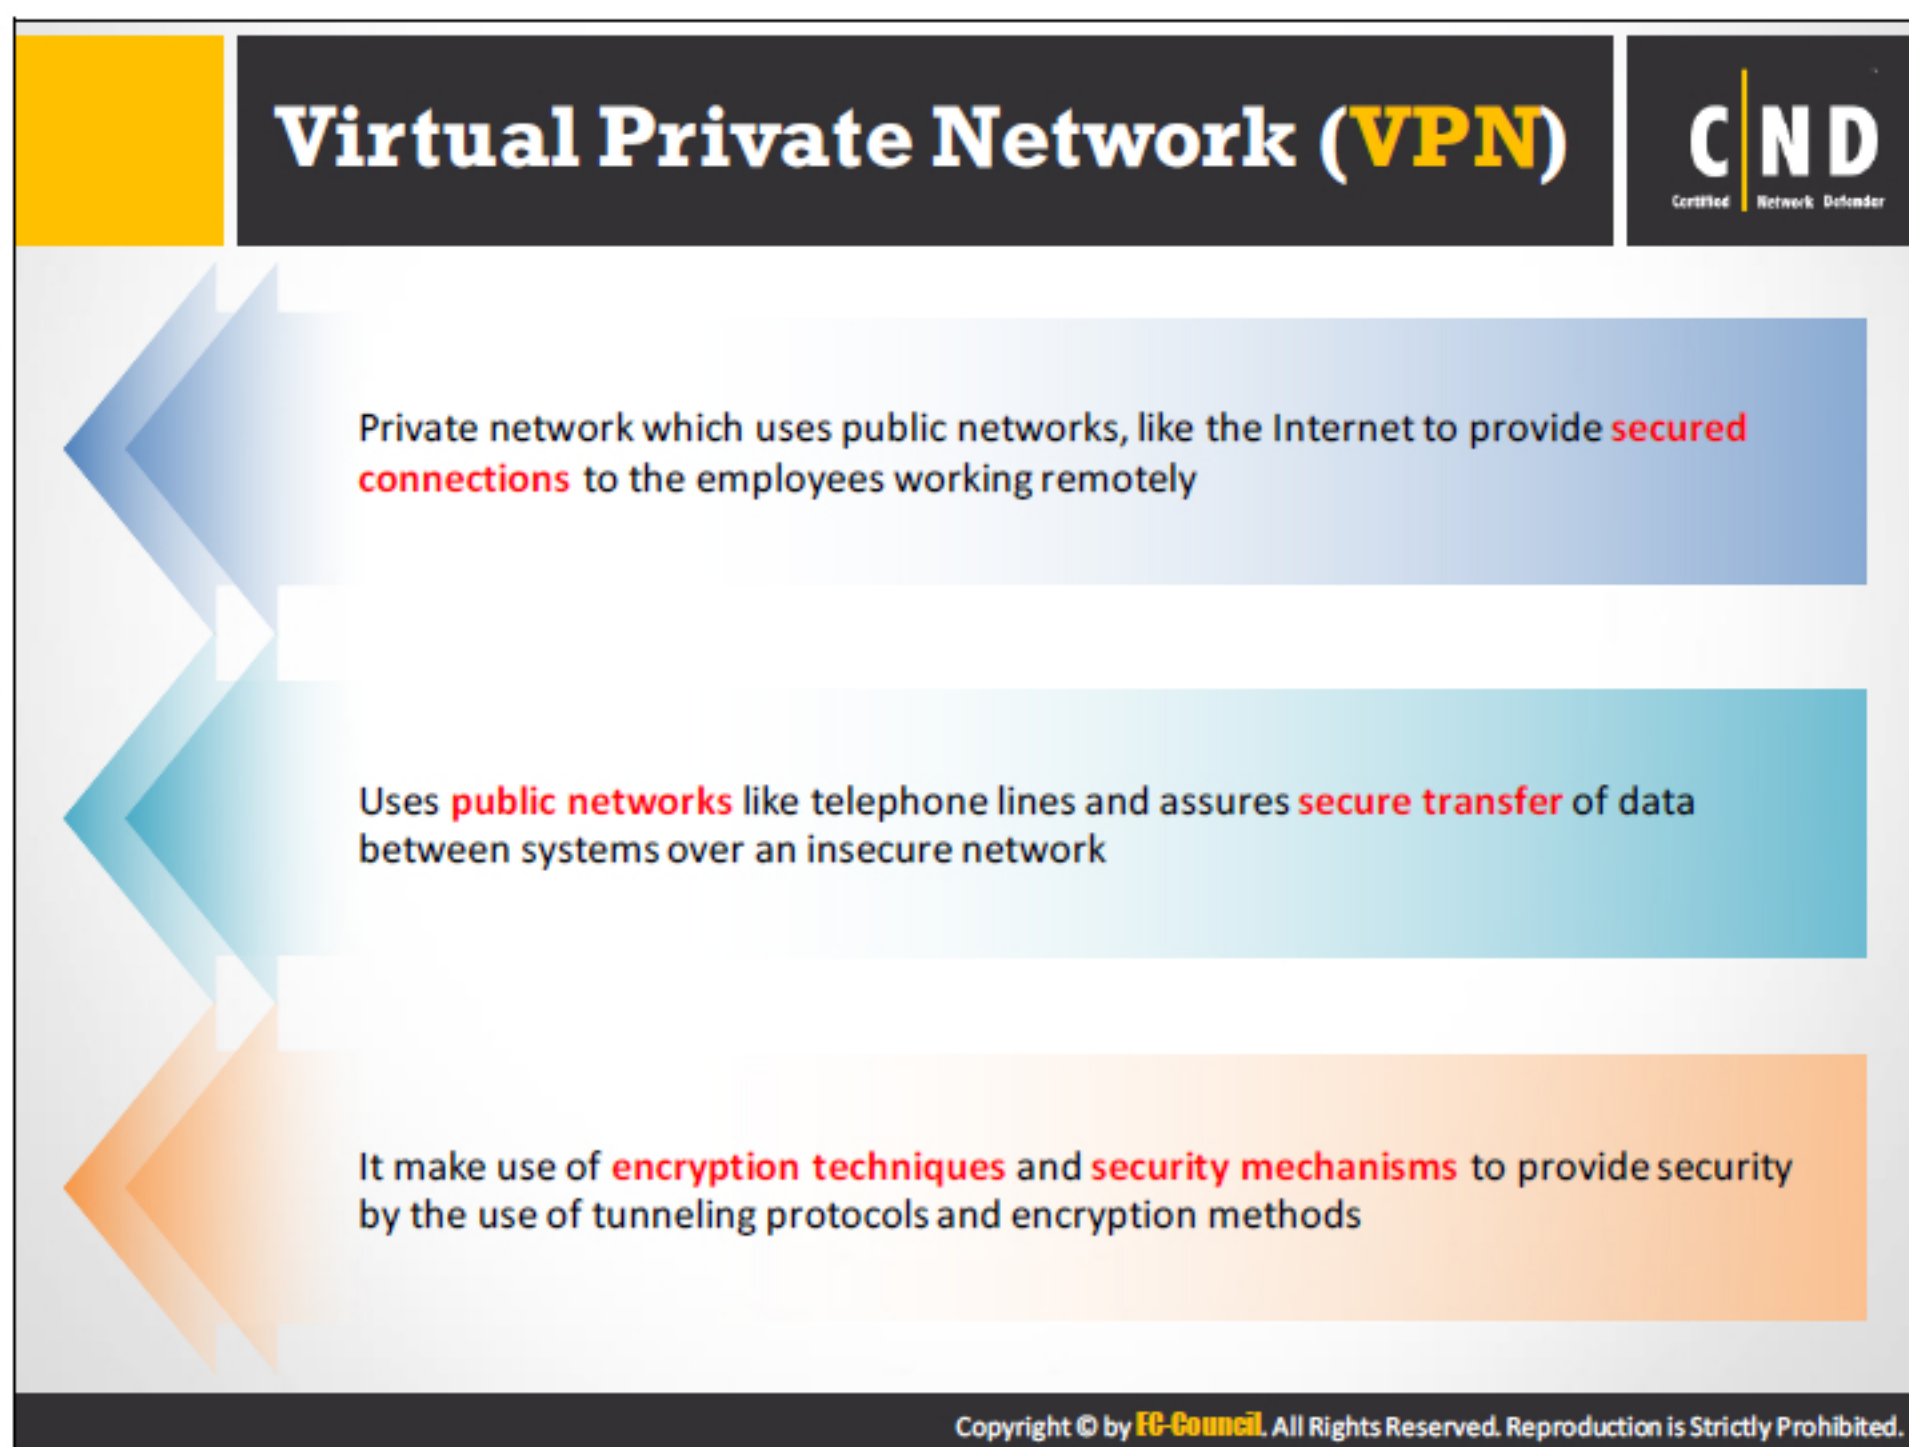 Virtual Private Network (VPN)
C|ND
Certified Network Defender
Private network which uses public networks, like the Internet to provide secured
connections to the employees working remotely
Uses public networks like telephone lines and assures secure transfer of data
between systems over an insecure network
It make use of encryption techniques and security mechanisms to provide security
by the use of tunneling protocols and encryption methods
Copyright © by EC-Council. All Rights Reserved. Reproduction is Strictly Prohibited.